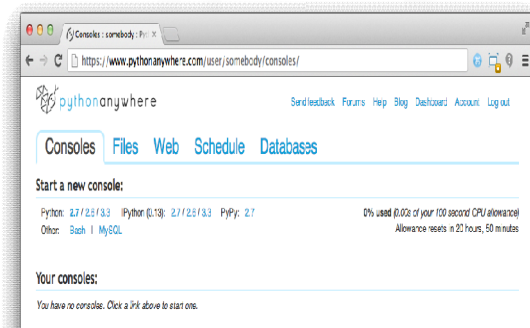 Consoles : somebody : Pyt
https://www.pythonanywhere.com/user/somebody/consoles/
pythonanywhere
Send feedback Forums Help Blog Dashboard Account Log out
Consoles Files Web Schedule Databases
Start a new console:
Python: 2.7 / 2.6 / 3.3 IPython (0.13): 2.7 / 2.6 / 3.3 PyPy: 2.7
0% used (0.00s of your 100 second CPU allowance)
Other: Bash | MySQL
Allowance resets in 20 hours, 50 minutes
Your consoles:
You have no consoles. Click a link above to start one.